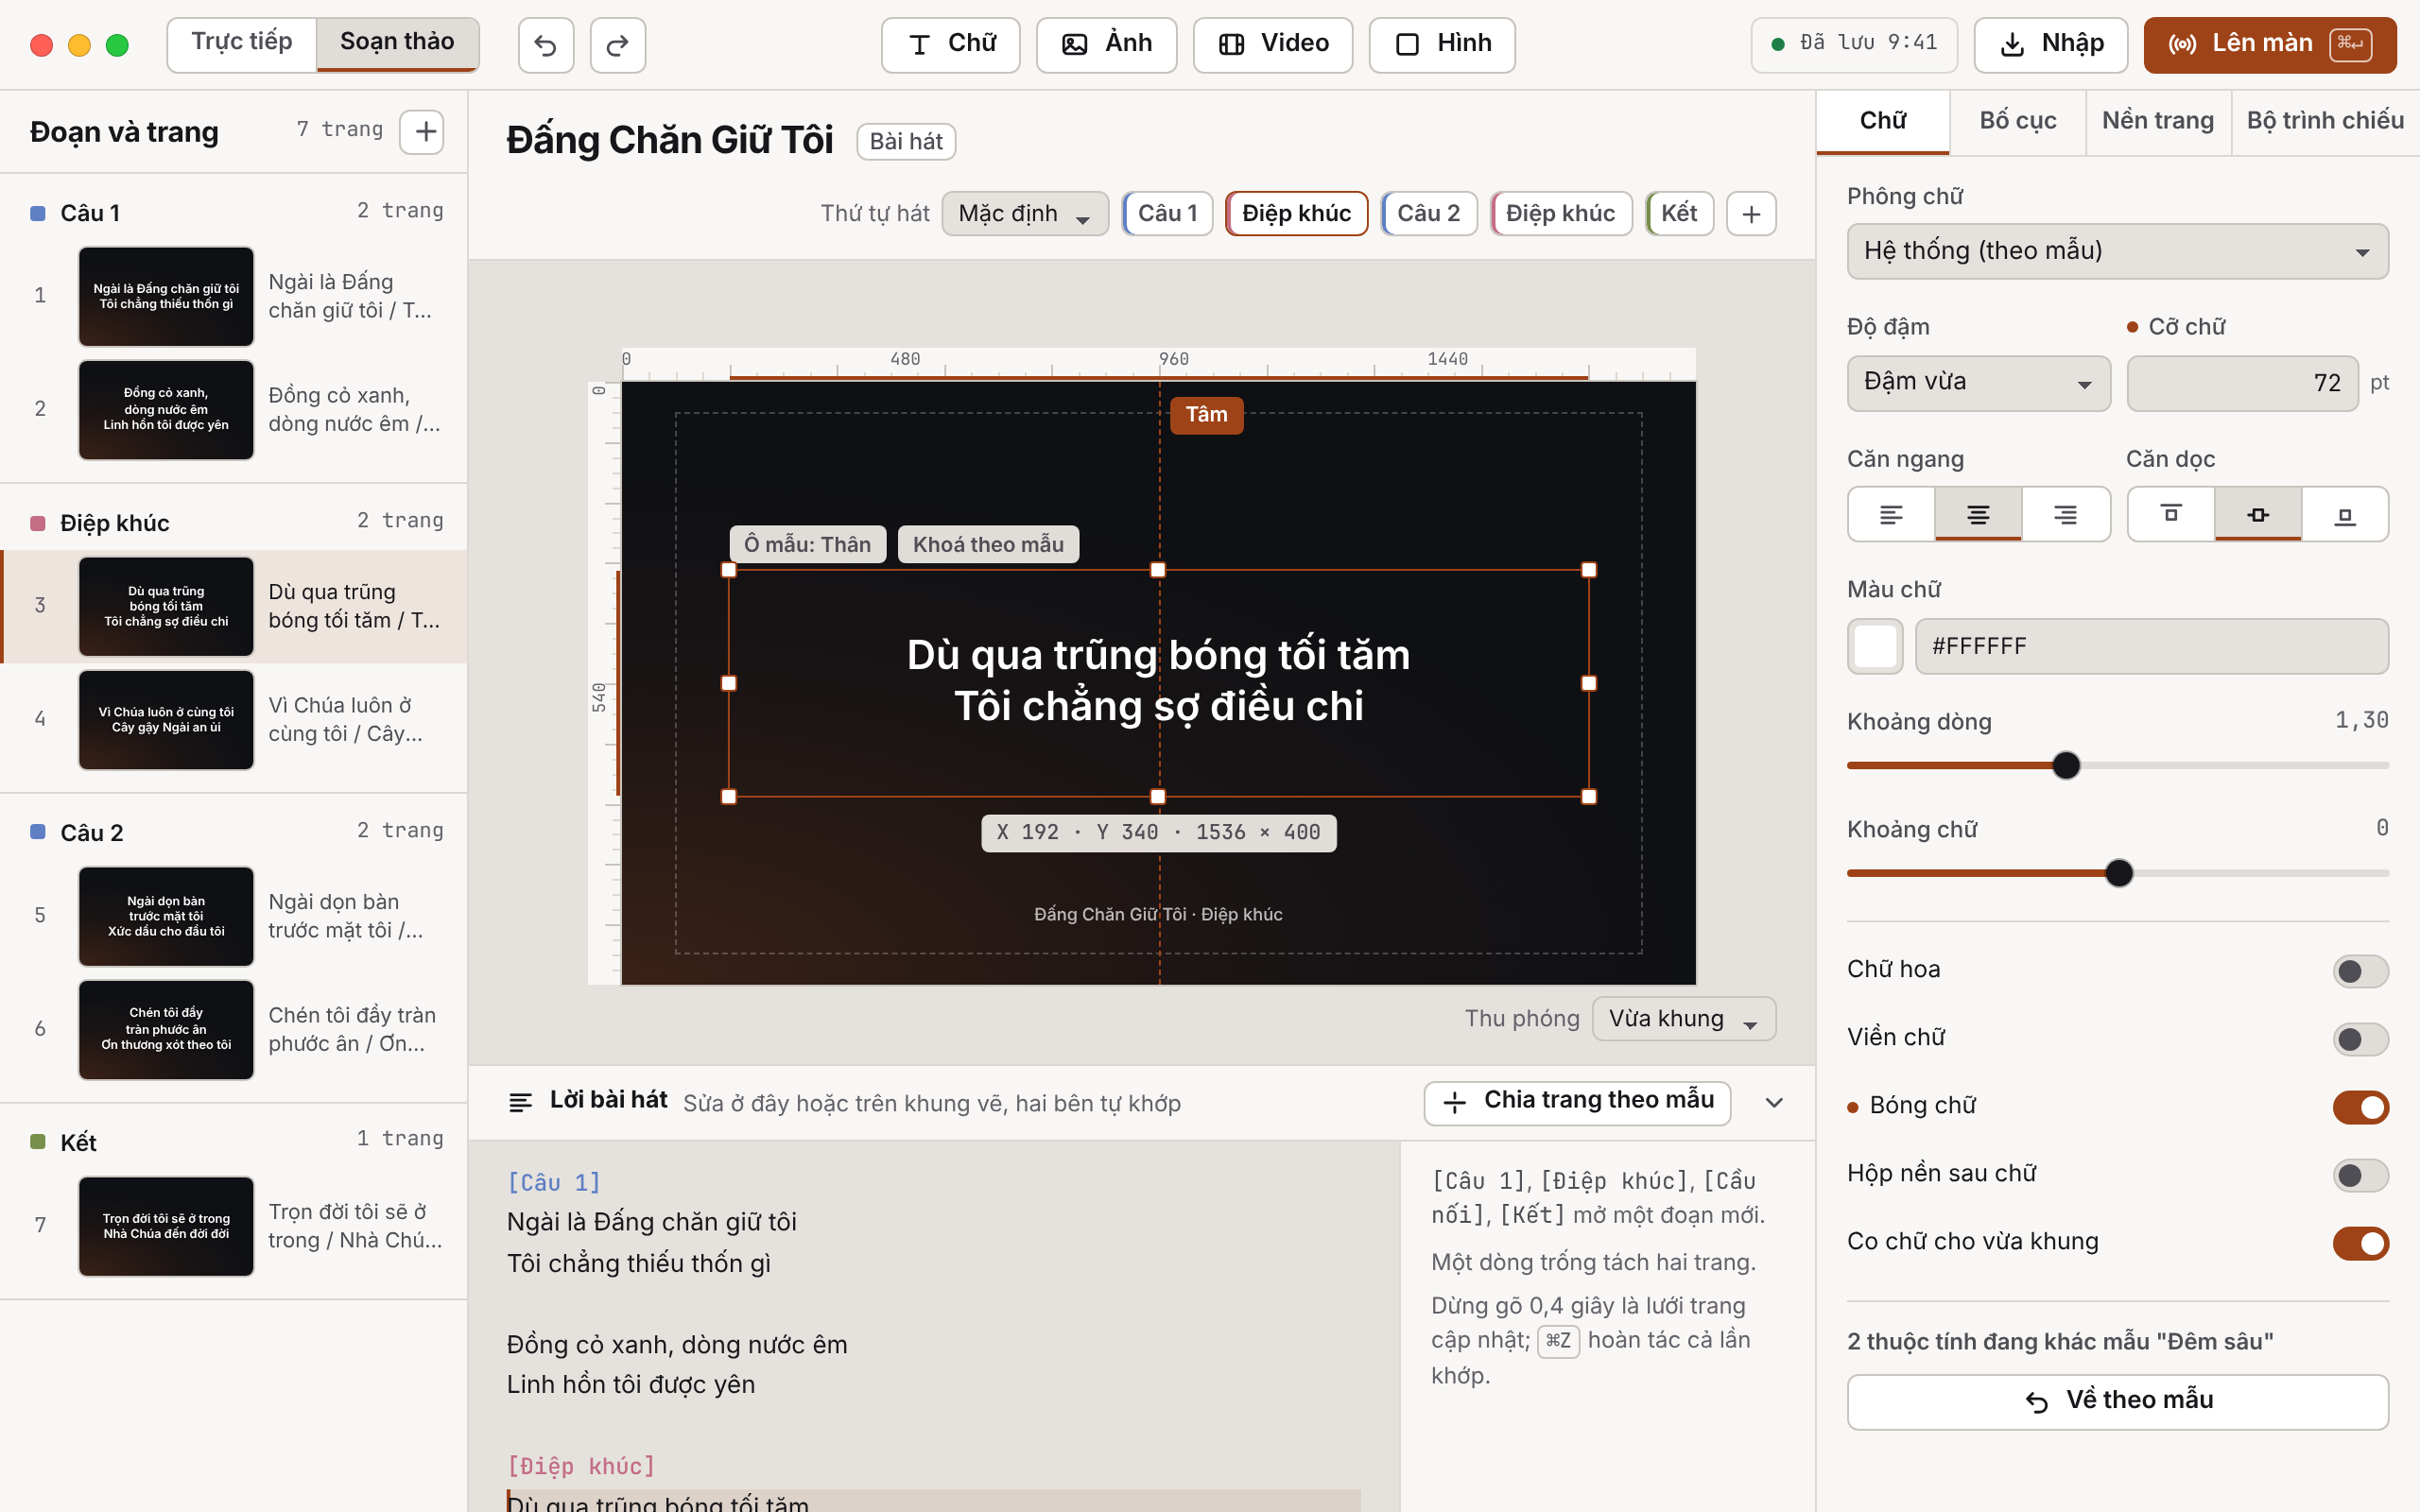 Trực tiếp
Soạn thảo
Chữ
Ảnh
Video
Hình
Đã lưu 9:41
Nhập
Lên màn ⌘↵
Đoạn và trang
7 trang
Câu 1
2 trang
1
Ngài là Đấng chăn giữ tôi
Tôi chẳng thiếu thốn gì
Ngài là Đấng
chăn giữ tôi / T...
2
Đồng cỏ xanh,
dòng nước êm
Linh hồn tôi được yên
Đồng cỏ xanh,
dòng nước êm /...
Điệp khúc
2 trang
3
Dù qua trũng
bóng tối tăm
Tôi chẳng sợ điều chi
Dù qua trũng
bóng tối tăm / T...
4
Vì Chúa luôn ở cùng tôi
Cây gậy Ngài an ủi
Vì Chúa luôn ở
cùng tôi / Cây...
Câu 2
2 trang
5
Ngài dọn bàn
trước mặt tôi
Xức dầu cho đầu tôi
Ngài dọn bàn
trước mặt tôi /...
6
Chén tôi đầy
tràn phước ân
Ơn thương xót theo tôi
Chén tôi đầy tràn
phước ân / Ơn...
Kết
1 trang
7
Trọn đời tôi sẽ ở trong
Nhà Chúa đến đời đời
Trọn đời tôi sẽ ở
trong / Nhà Chú...
Đấng Chăn Giữ Tôi
Bài hát
Thứ tự hát
Mặc định
Câu 1
Điệp khúc
Câu 2
Điệp khúc
Kết
0
480
960
1440
0
540
Tâm
Ô mẫu: Thân
Khoá theo mẫu
Dù qua trũng bóng tối tăm
Tôi chẳng sợ điều chi
X 192 · Y 340 · 1536 × 400
Đấng Chăn Giữ Tôi · Điệp khúc
Thu phóng
Vừa khung
Lời bài hát
Sửa ở đây hoặc trên khung vẽ, hai bên tự khớp
Chia trang theo mẫu
[Câu 1]
Ngài là Đấng chăn giữ tôi
Tôi chẳng thiếu thốn gì
Đồng cỏ xanh, dòng nước êm
Linh hồn tôi được yên
[Điệp khúc]
Dù qua trũng bóng tối tăm
[Câu 1], [Điệp khúc], [Cầu
nối], [Kết] mở một đoạn mới.
Một dòng trống tách hai trang.
Dừng gõ 0,4 giây là lưới trang
cập nhật; ⌘Z hoàn tác cả lần
khớp.
Chữ
Bố cục
Nền trang
Bộ trình chiếu
Phông chữ
Hệ thống (theo mẫu)
Độ đậm
Cỡ chữ
Đậm vừa
72
pt
Căn ngang
Căn dọc
Màu chữ
#FFFFFF
Khoảng dòng
1,30
Khoảng chữ
0
Chữ hoa
Viền chữ
Bóng chữ
Hộp nền sau chữ
Co chữ cho vừa khung
2 thuộc tính đang khác mẫu "Đêm sâu"
Về theo mẫu